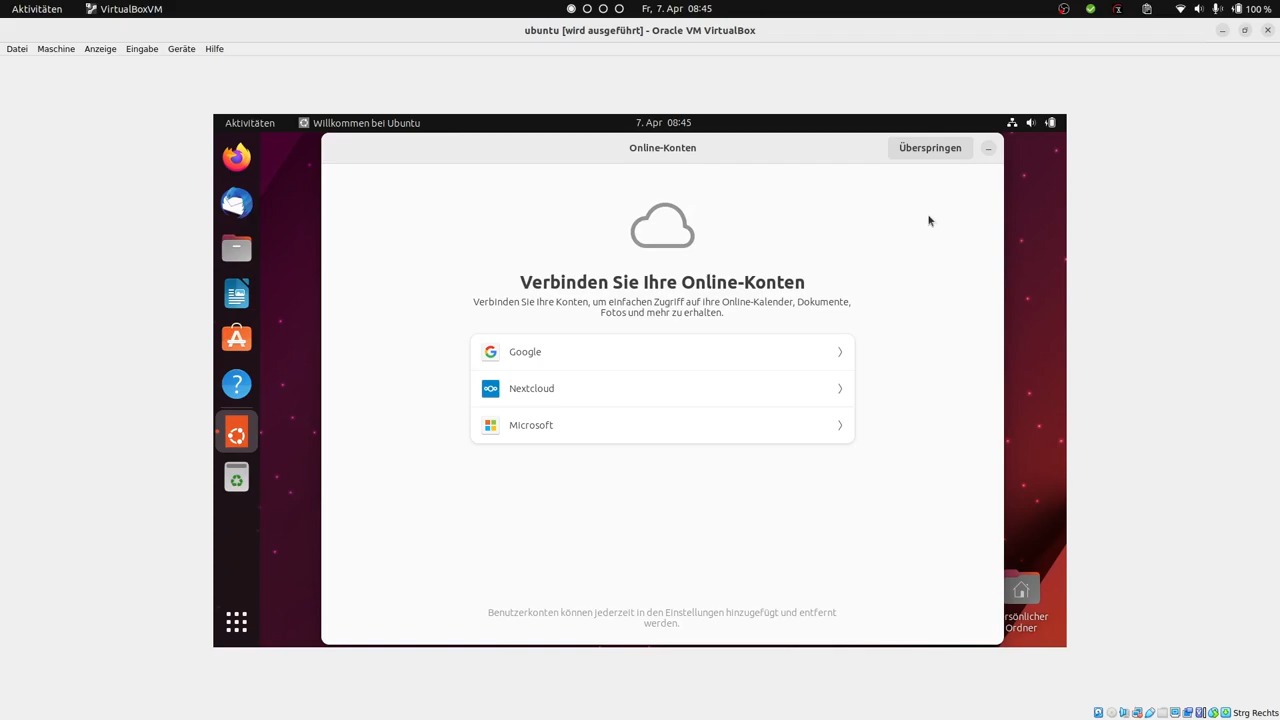 Aktivitäten
VirtualBoxVM
Fr, 7. Apr 08:45
100 %
ubuntu [wird ausgeführt] - Oracle VM VirtualBox
Datei Maschine Anzeige Eingabe Geräte Hilfe
Aktivitäten
Willkommen bei Ubuntu
7. Apr 08:45
Online-Konten
Überspringen
Verbinden Sie Ihre Online-Konten
Verbinden Sie Ihre Konten, um einfachen Zugriff auf ihre Online-Kalender, Dokumente,
Fotos und mehr zu erhalten.
Google
Nextcloud
Microsoft
Benutzerkonten können jederzeit in den Einstellungen hinzugefügt und entfernt
werden.
rsönlicher
Ordner
Strg Rechts